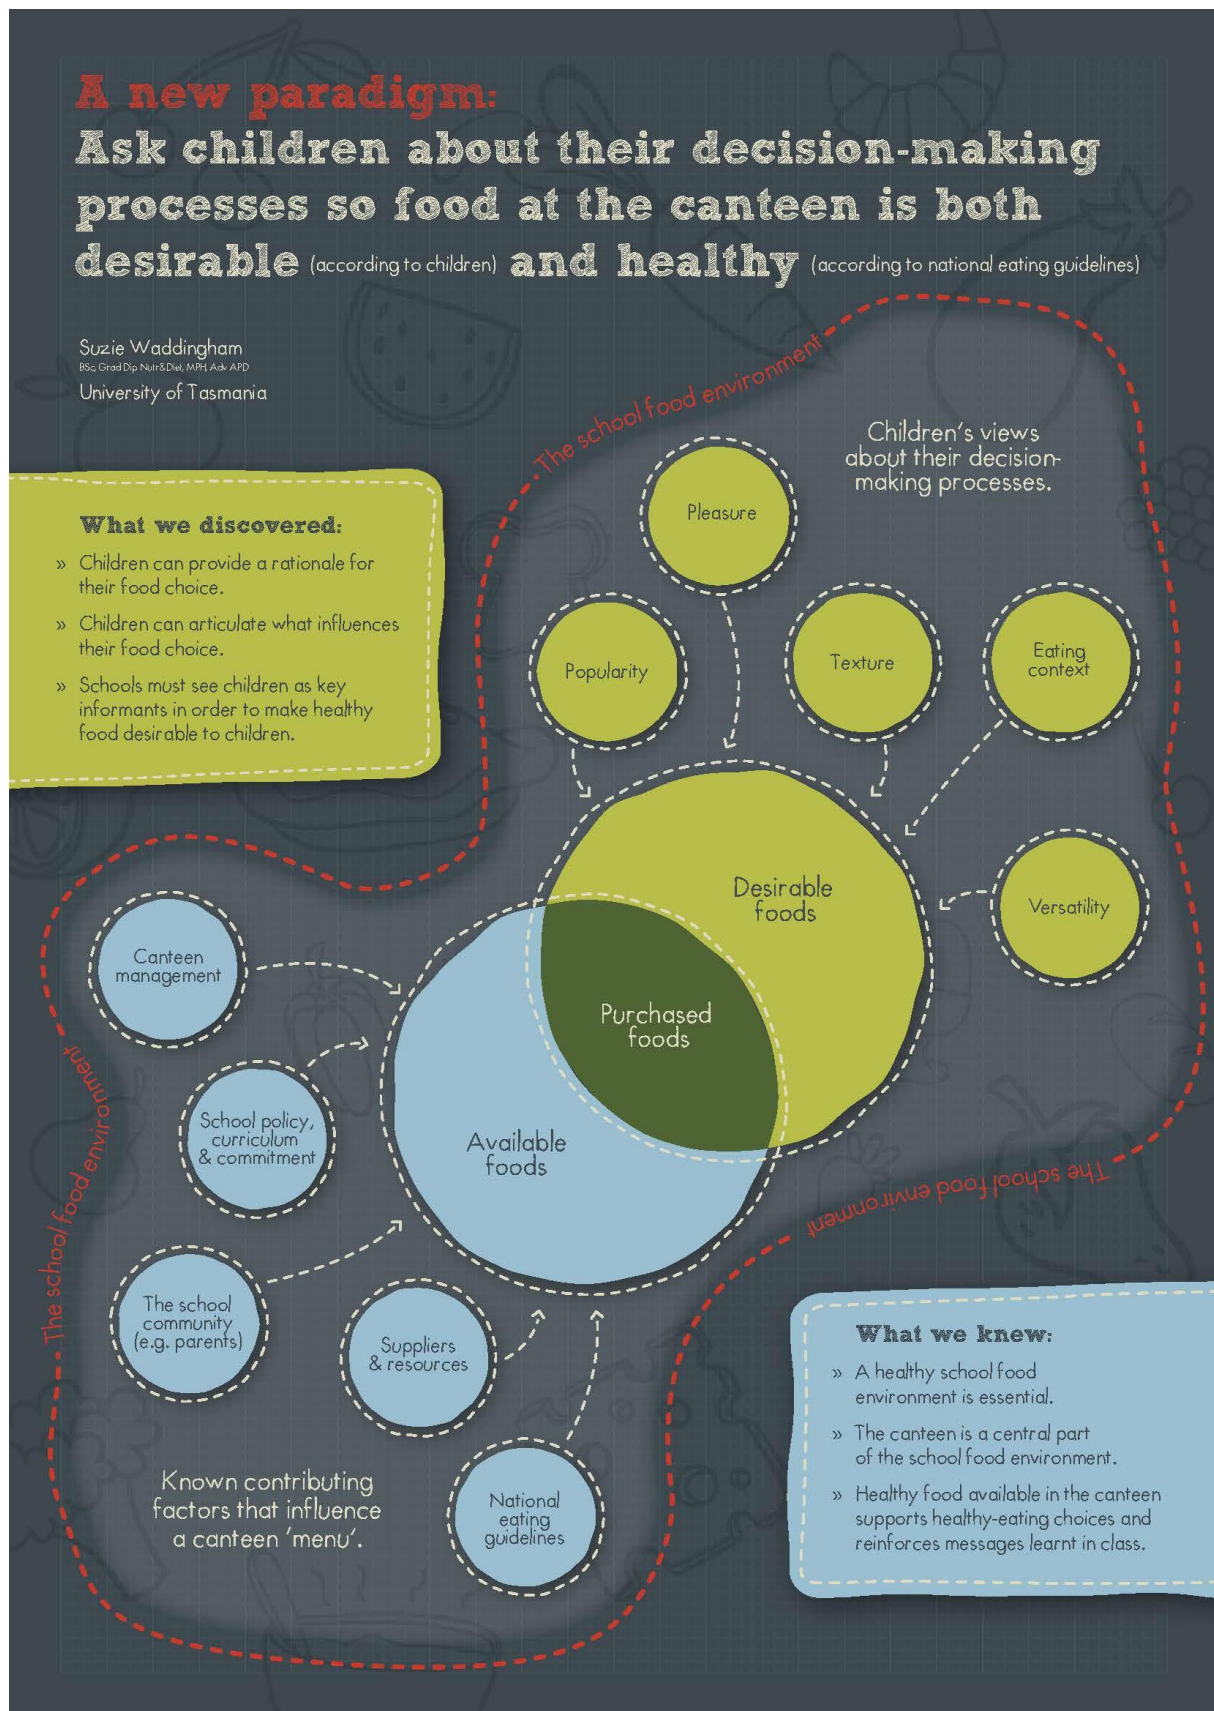 A new paradigm:
Ask children about their decision-making
processes so food at the canteen is both
desirable (according to children) and healthy (according to national eating guidelines)
Suzie Waddingham
BSc, Grad Dip Nutr&Diet, MPH, Adv APD
University of Tasmania
The school food environment
Children's views
about their decision-
making processes.
What we discovered:
» Children can provide a rationale for
their food choice.
» Children can articulate what influences
their food choice.
» Schools must see children as key
informants in order to make healthy
food desirable to children.
Pleasure
Popularity
Texture
Eating
context
Versatility
Desirable
foods
Purchased
foods
Available
foods
Canteen
management
School policy,
curriculum
& commitment
The school
community
(e.g. parents)
Suppliers
& resources
National
eating
guidelines
The school food environment
The school food environment
Known contributing
factors that influence
a canteen 'menu'.
What we knew:
» A healthy school food
environment is essential.
» The canteen is a central part
of the school food environment.
» Healthy food available in the canteen
supports healthy-eating choices and
reinforces messages learnt in class.